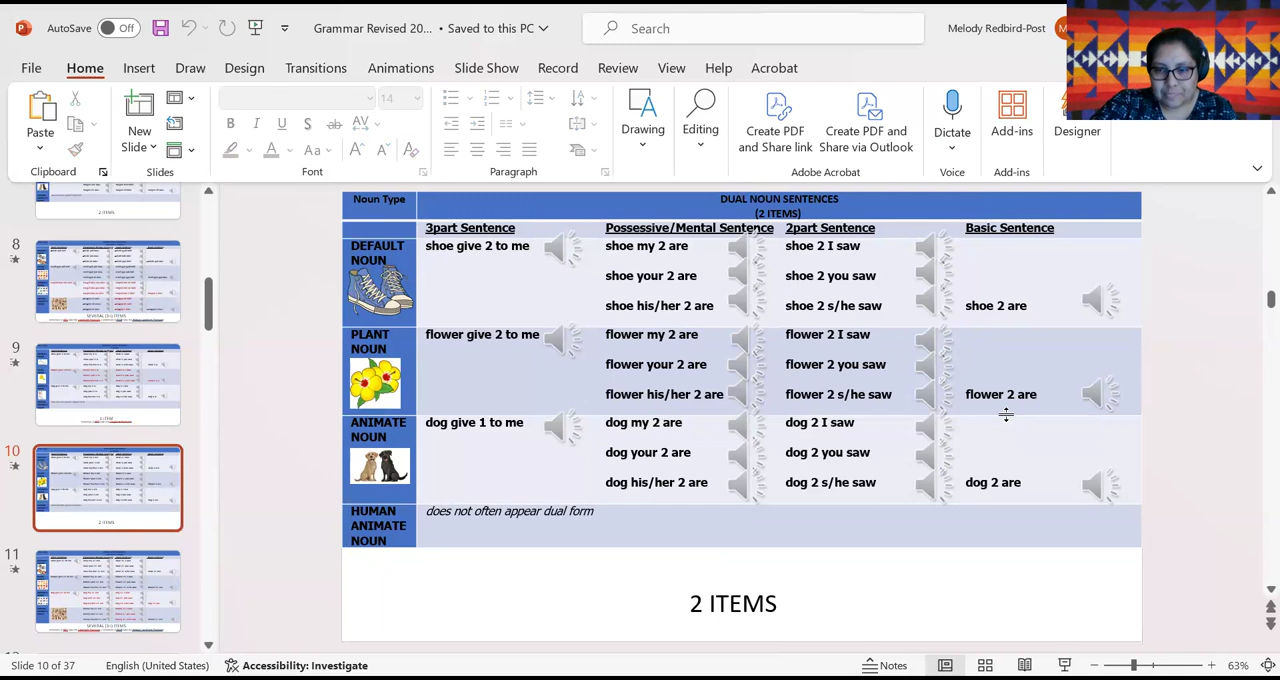 AutoSave Off Grammar Revised 20... • Saved to this PC Search Melody Redbird-Post
File Home Insert Draw Design Transitions Animations Slide Show Record Review View Help Acrobat
14
Paste New Slide Drawing Editing Create PDF and Share link Create PDF and Share via Outlook Dictate Add-ins Designer
Clipboard Slides Font Paragraph Adobe Acrobat Voice Add-ins
2 ITEMS
8
9
10
2 ITEMS
11
Noun Type DUAL NOUN SENTENCES
(2 ITEMS)
3part Sentence Possessive/Mental Sentence 2part Sentence Basic Sentence
DEFAULT NOUN
shoe give 2 to me shoe my 2 are shoe 2 I saw
shoe your 2 are shoe 2 you saw
shoe his/her 2 are shoe 2 s/he saw shoe 2 are
PLANT NOUN
flower give 2 to me flower my 2 are flower 2 I saw
flower your 2 are flower 2 you saw
flower his/her 2 are flower 2 s/he saw flower 2 are
ANIMATE NOUN
dog give 1 to me dog my 2 are dog 2 I saw
dog your 2 are dog 2 you saw
dog his/her 2 are dog 2 s/he saw dog 2 are
HUMAN ANIMATE NOUN
does not often appear dual form
2 ITEMS
Slide 10 of 37 English (United States) Accessibility: Investigate Notes 63%